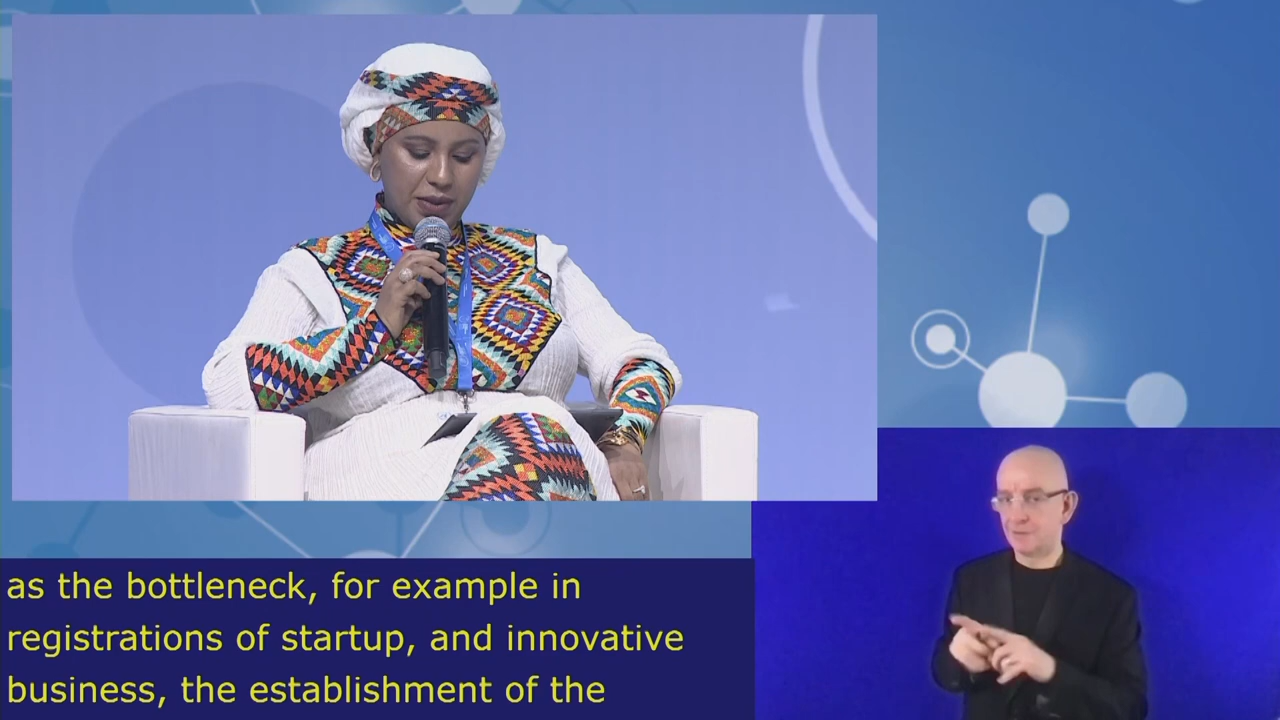 as the bottleneck, for example in
registrations of startup, and innovative
business, the establishment of the